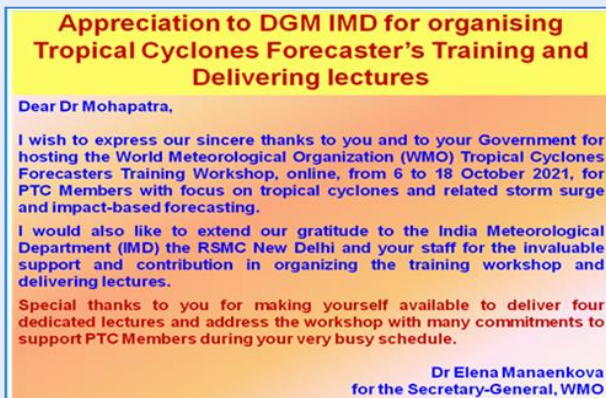 Appreciation to DGM IMD for organising
Tropical Cyclones Forecaster's Training and
Delivering lectures
Dear Dr Mohapatra,
I wish to express our sincere thanks to you and to your Government for
hosting the World Meteorological Organization (WMO) Tropical Cyclones
Forecasters Training Workshop, online, from 6 to 18 October 2021, for
PTC Members with focus on tropical cyclones and related storm surge
and impact-based forecasting.
I would also like to extend our gratitude to the India Meteorological
Department (IMD) the RSMC New Delhi and your staff for the invaluable
support and contribution in organizing the training workshop and
delivering lectures.
Special thanks to you for making yourself available to deliver four
dedicated lectures and address the workshop with many commitments to
support PTC Members during your very busy schedule.
Dr Elena Manaenkova
for the Secretary-General, WMO